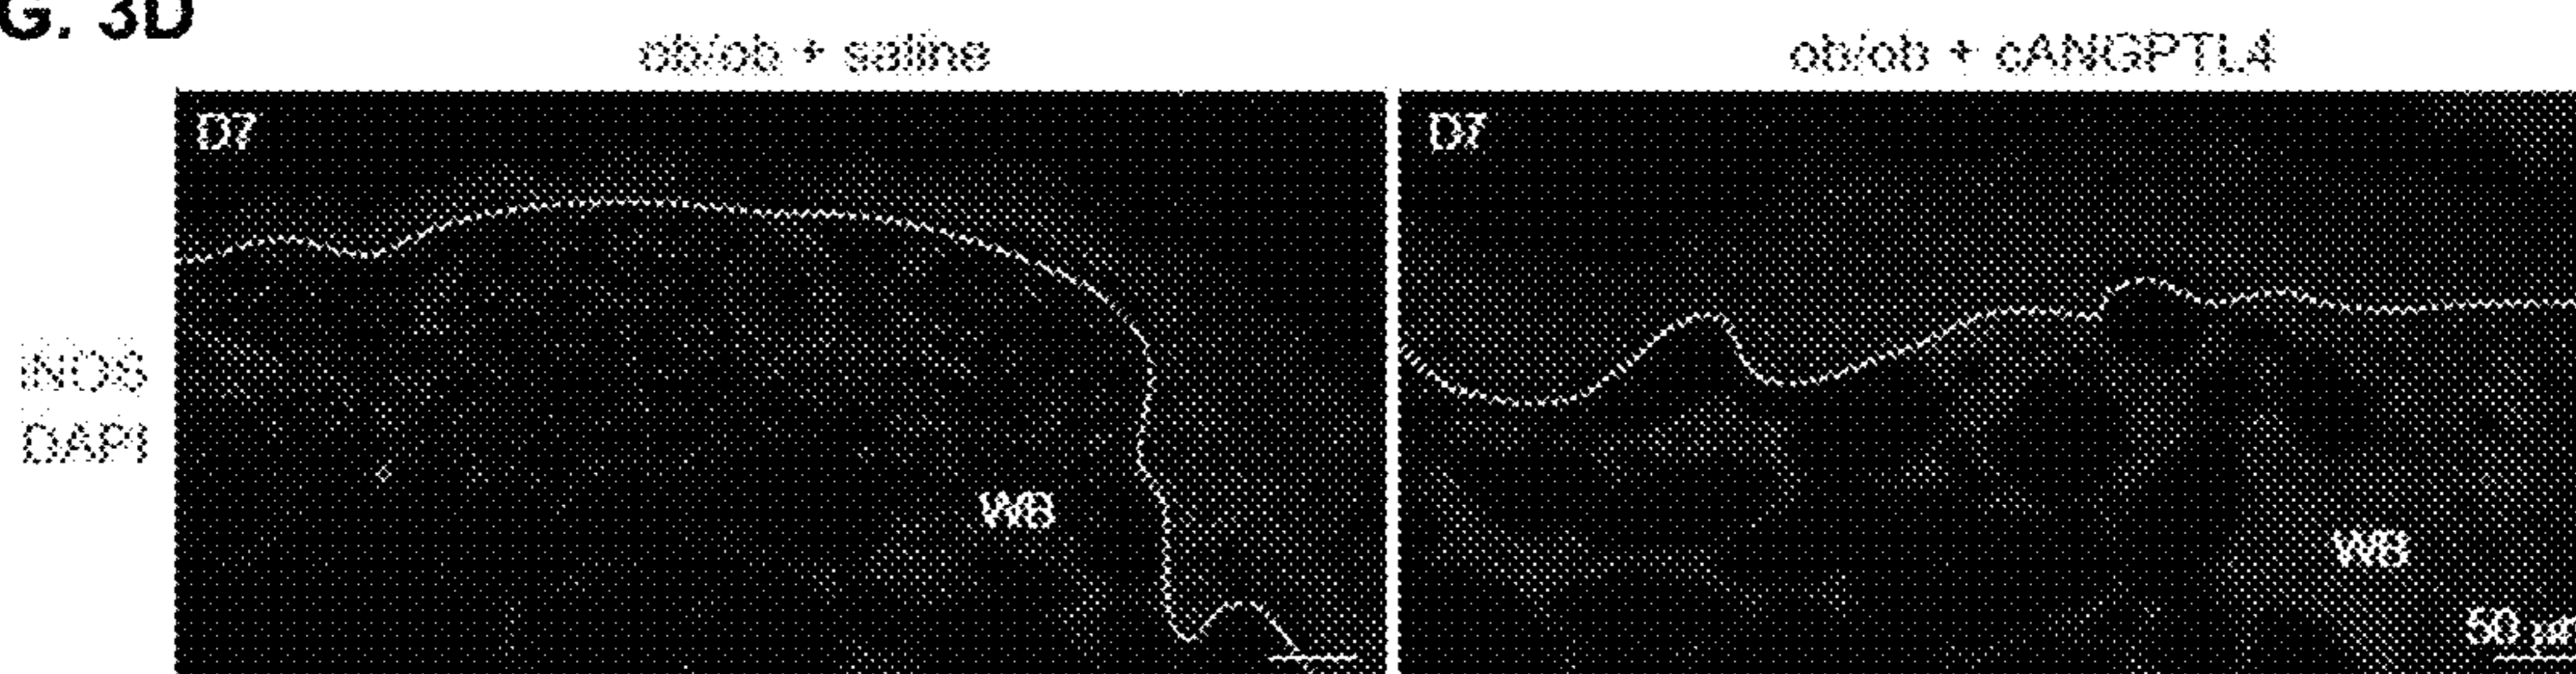 G. 3D
ob/ob + saline
ob/ob + cANGPTL4
D7
D7
iNOS
DAPI
WB
WB
50 µm